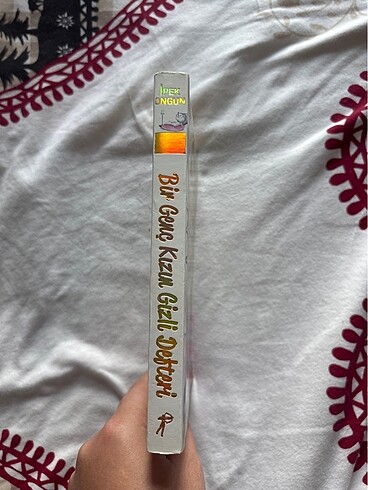 İPEK
ONGUN
Bir Genç Kızın Gizli Defteri